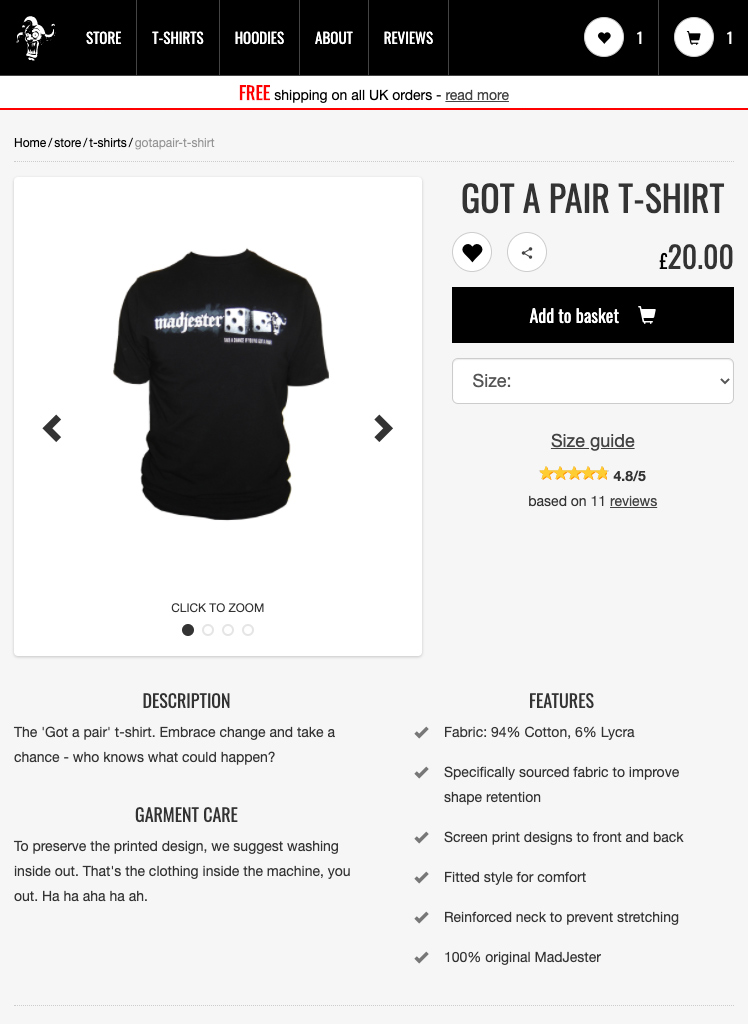 STORE T-SHIRTS HOODIES ABOUT REVIEWS 1 1
FREE shipping on all UK orders - read more
Home / store / t-shirts / gotapair-t-shirt
GOT A PAIR T-SHIRT
£20.00
Add to basket
Size:
Size guide
4.8/5
based on 11 reviews
madjester
CLICK TO ZOOM
DESCRIPTION
The 'Got a pair' t-shirt. Embrace change and take a
chance - who knows what could happen?
GARMENT CARE
To preserve the printed design, we suggest washing
inside out. That's the clothing inside the machine, you
out. Ha ha aha ha ah.
FEATURES
Fabric: 94% Cotton, 6% Lycra
Specifically sourced fabric to improve
shape retention
Screen print designs to front and back
Fitted style for comfort
Reinforced neck to prevent stretching
100% original MadJester